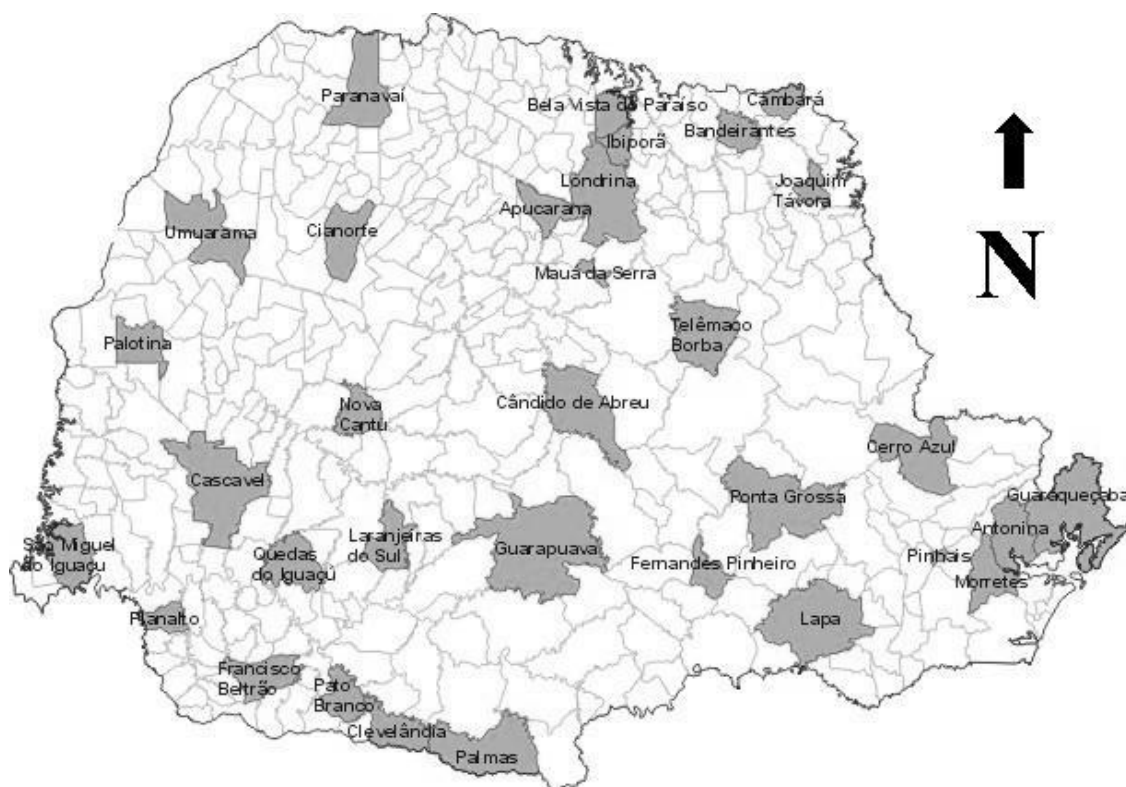 Paranavaí
Bela Vista do Paraíso
Cambará
Bandeirantes
Ibiporã
Londrina
Joaquim
Távora
Apucarana
Umuarama
Cianorte
N
Mauá da Serra
Telêmaco
Borba
Palotina
Nova
Cantú
Cândido de Abreu
Cerro Azul
Cascavel
Ponta Grossa
Guaraqueçaba
Antonina
São Miguel
do Iguaçu
Quedas
do Iguaçú
Laranjeiras
do Sul
Guarapuava
Fernandes Pinheiro
Pinhais
Morretes
Planalto
Lapa
Francisco
Beltrão
Pato
Branco
Clevelândia
Palmas